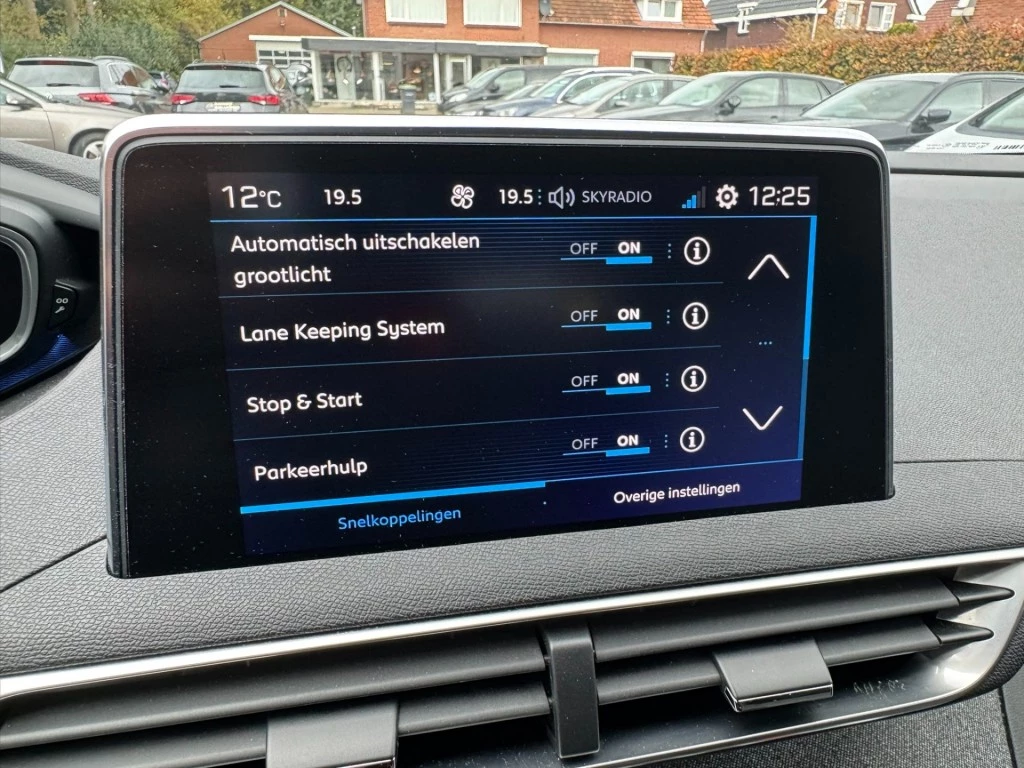 12°C 19.5 19.5 SKYRADIO 12:25
Automatisch uitschakelen
grootlicht
OFF ON
Lane Keeping System OFF ON
Stop & Start OFF ON
Parkeerhulp OFF ON
Snelkoppelingen Overige instellingen